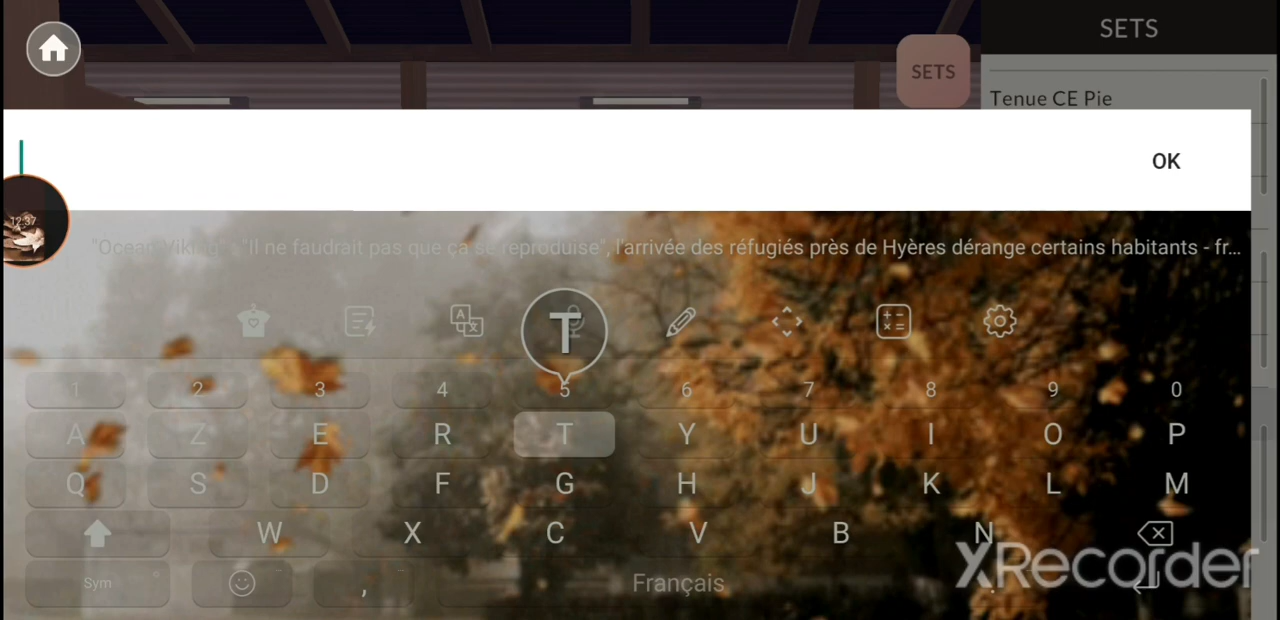 SETS
SETS
Tenue CE Pie
OK
12:37
"Ocean Viking" : "Il ne faudrait pas que ça se reproduise", l'arrivée des réfugiés près de Hyères dérange certains habitants - fr...
T
1 2 3 4 5 6 7 8 9 0
A Z E R T Y U I O P
Q S D F G H J K L M
W X C V B N
Sym , Français .
XRecorder